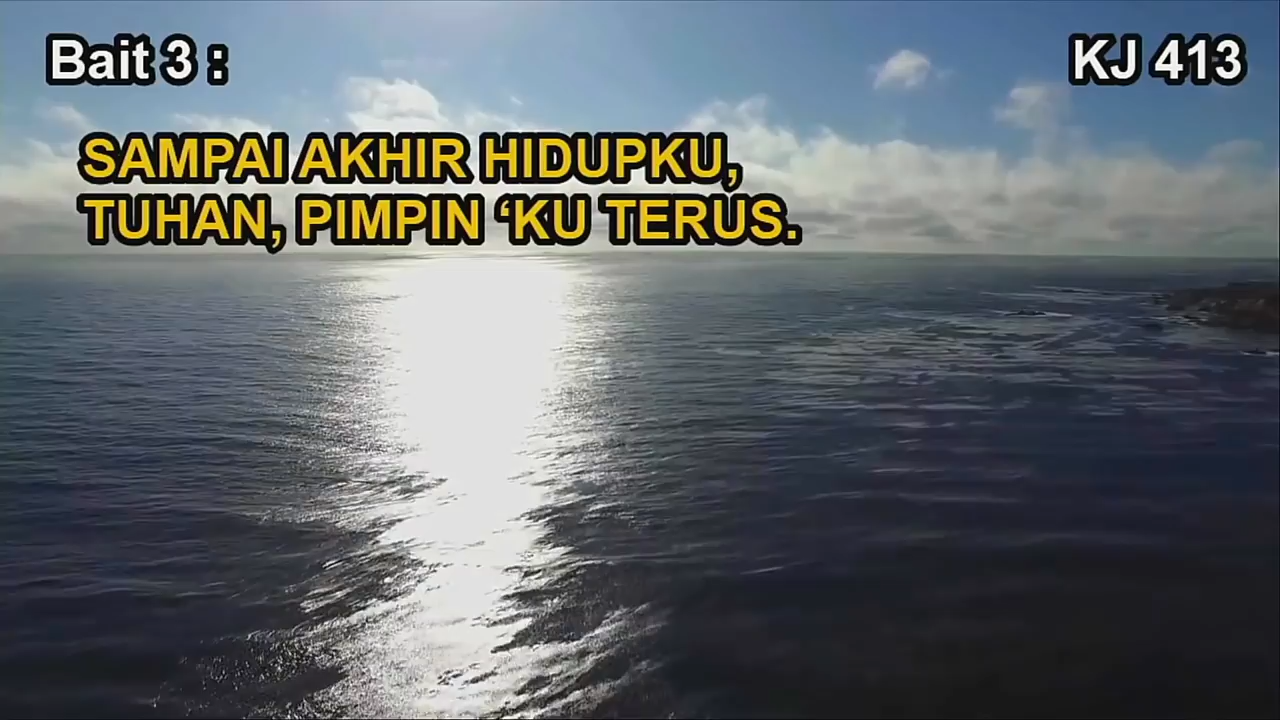 Bait 3 :
KJ 413
SAMPAI AKHIR HIDUPKU,
TUHAN, PIMPIN ‘KU TERUS.